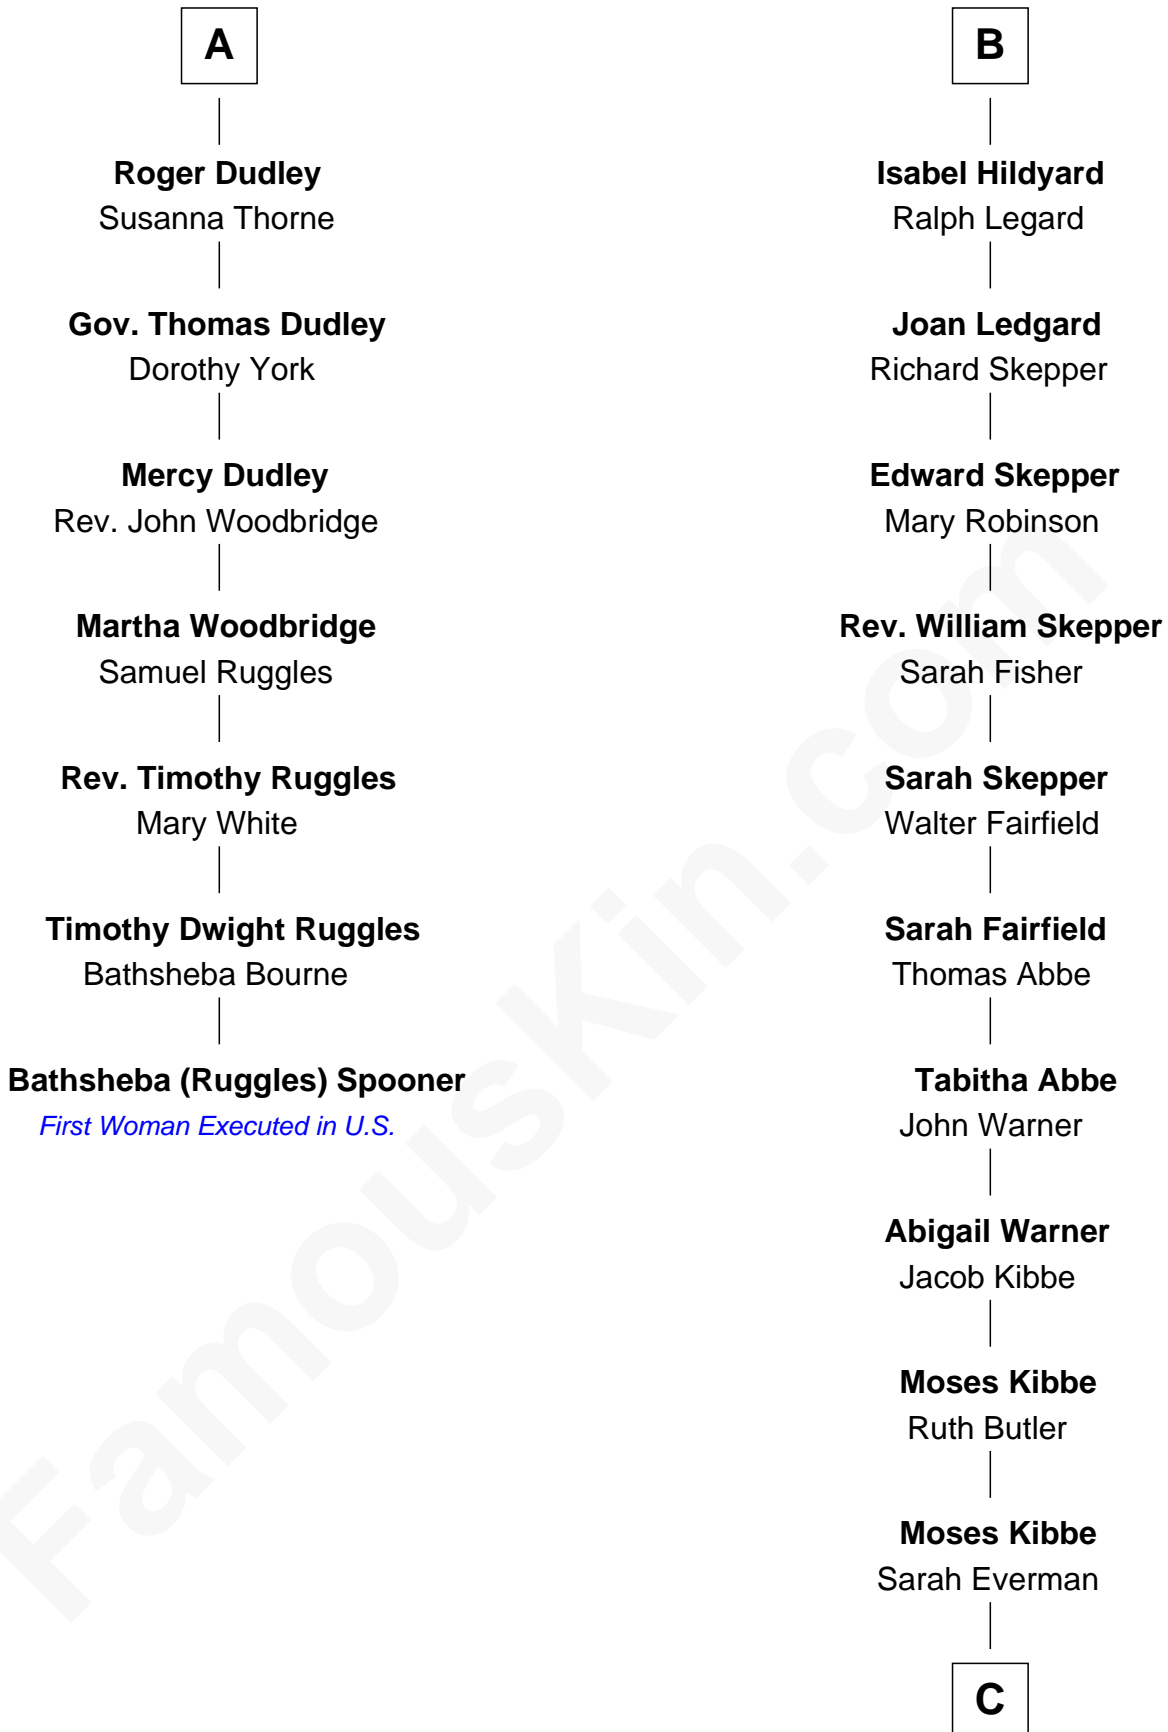 A
Roger Dudley
Susanna Thorne
Gov. Thomas Dudley
Dorothy York
Mercy Dudley
Rev. John Woodbridge
Martha Woodbridge
Samuel Ruggles
Rev. Timothy Ruggles
Mary White
Timothy Dwight Ruggles
Bathsheba Bourne
Bathsheba (Ruggles) Spooner
First Woman Executed in U.S.
B
Isabel Hildyard
Ralph Legard
Joan Ledgard
Richard Skepper
Edward Skepper
Mary Robinson
Rev. William Skepper
Sarah Fisher
Sarah Skepper
Walter Fairfield
Sarah Fairfield
Thomas Abbe
Tabitha Abbe
John Warner
Abigail Warner
Jacob Kibbe
Moses Kibbe
Ruth Butler
Moses Kibbe
Sarah Everman
C
FamousKin.com